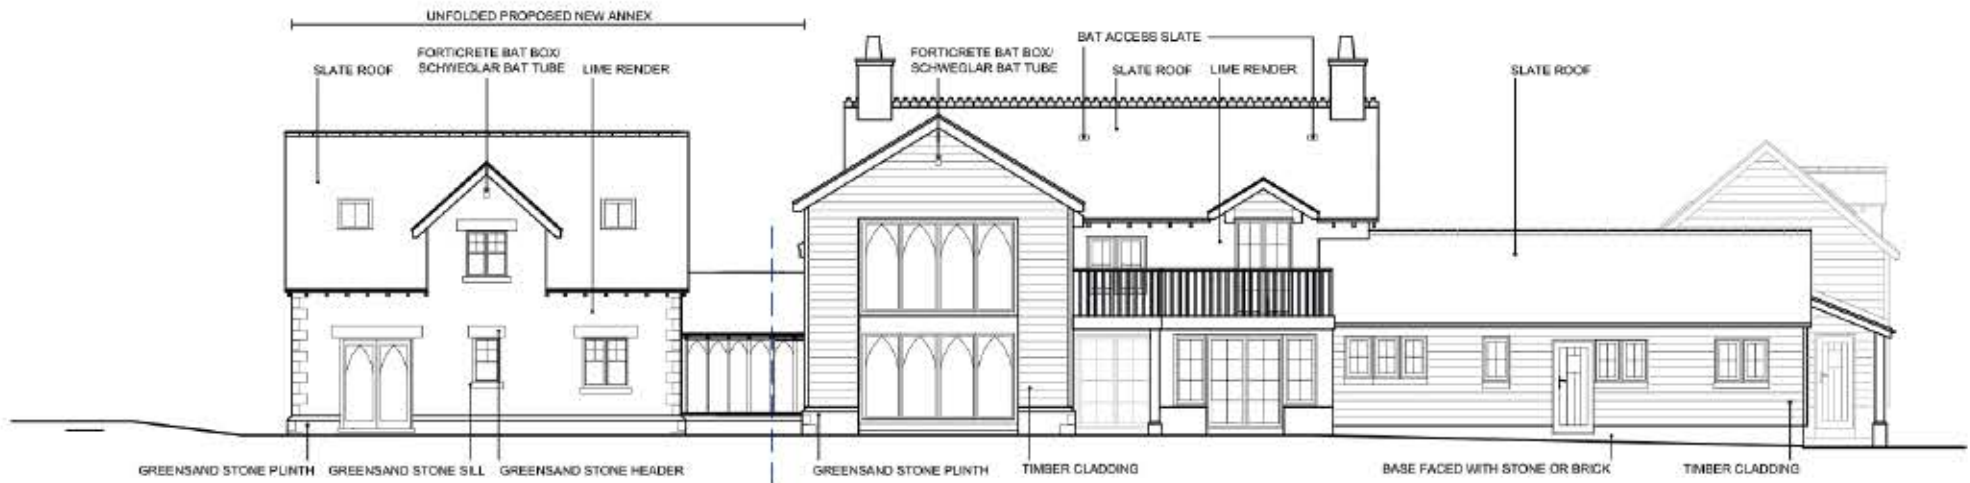 UNFOLDED PROPOSED NEW ANNEX
SLATE ROOF
FORTICRETE BAT BOX/
SCHWEGLAR BAT TUBE
LIME RENDER
FORTICRETE BAT BOX/
SCHWEGLAR BAT TUBE
BAT ACCESS SLATE
SLATE ROOF
LIME RENDER
SLATE ROOF
GREENSAND STONE PLINTH
GREENSAND STONE SILL
GREENSAND STONE HEADER
GREENSAND STONE PLINTH
TIMBER CLADDING
BASE FACED WITH STONE OR BRICK
TIMBER CLADDING